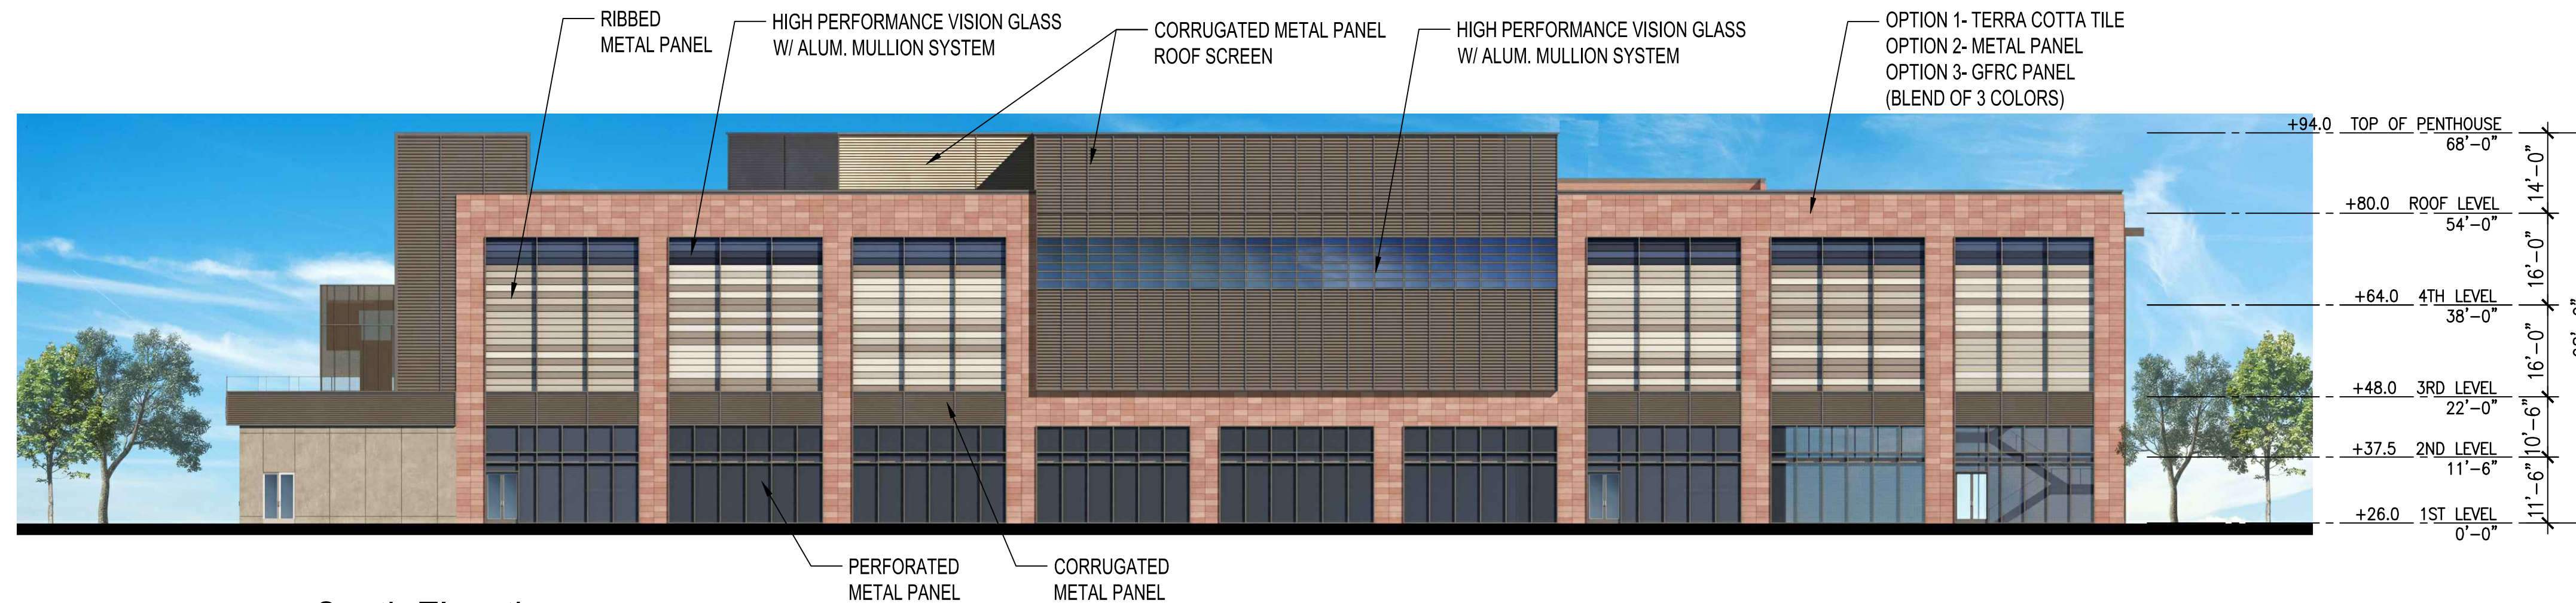 RIBBED
METAL PANEL
HIGH PERFORMANCE VISION GLASS
W/ ALUM. MULLION SYSTEM
CORRUGATED METAL PANEL
ROOF SCREEN
HIGH PERFORMANCE VISION GLASS
W/ ALUM. MULLION SYSTEM
OPTION 1- TERRA COTTA TILE
OPTION 2- METAL PANEL
OPTION 3- GFRC PANEL
(BLEND OF 3 COLORS)
+94.0 TOP OF PENTHOUSE
68'-0"
14'-0"
+80.0 ROOF LEVEL
54'-0"
16'-0"
+64.0 4TH LEVEL
38'-0"
16'-0"
+48.0 3RD LEVEL
22'-0"
10'-6"
+37.5 2ND LEVEL
11'-6"
11'-6"
+26.0 1ST LEVEL
0'-0"
PERFORATED
METAL PANEL
CORRUGATED
METAL PANEL